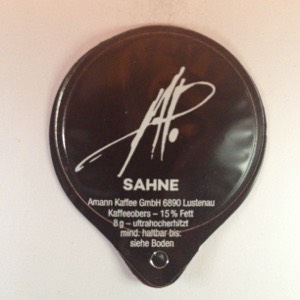 SAHNE
Amann Kaffee GmbH 6890 Lustenau
Kaffeeobers – 15 % Fett
8 g – ultrahocherhitzt
mind. haltbar bis:
siehe Boden